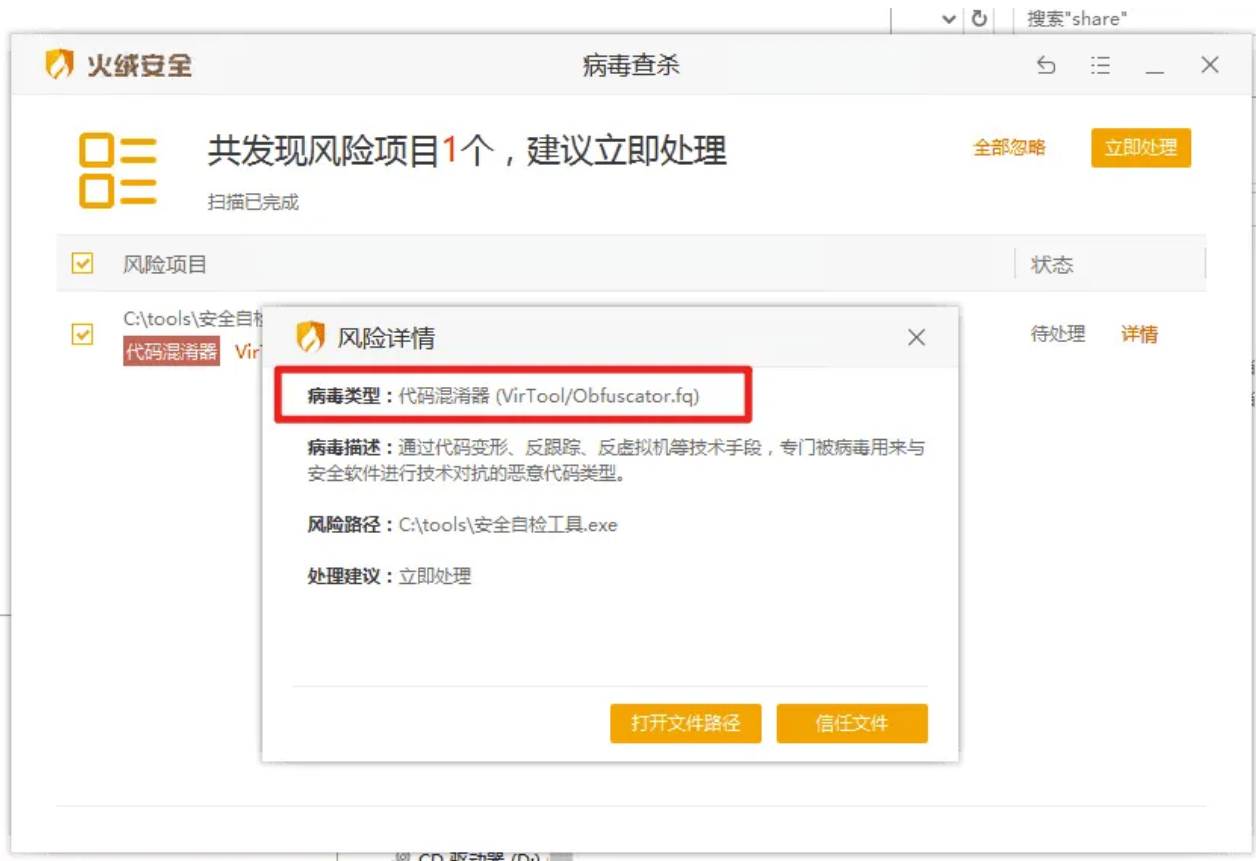 搜索"share"
火绒安全
病毒查杀
共发现风险项目1个，建议立即处理
全部忽略
立即处理
扫描已完成
风险项目
状态
C:\tools\安全自检
代码混淆器 Vir
待处理
详情
风险详情
病毒类型：代码混淆器 (VirTool/Obfuscator.fq)
病毒描述：通过代码变形、反跟踪、反虚拟机等技术手段，专门被病毒用来与
安全软件进行技术对抗的恶意代码类型。
风险路径：C:\tools\安全自检工具.exe
处理建议：立即处理
打开文件路径
信任文件
CD 驱动器 (D:)